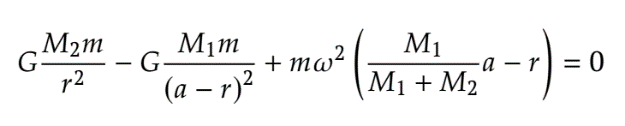 G \frac{M_2 m}{r^2} - G \frac{M_1 m}{(a - r)^2} + m\omega^2 \left( \frac{M_1}{M_1 + M_2} a - r \right) = 0